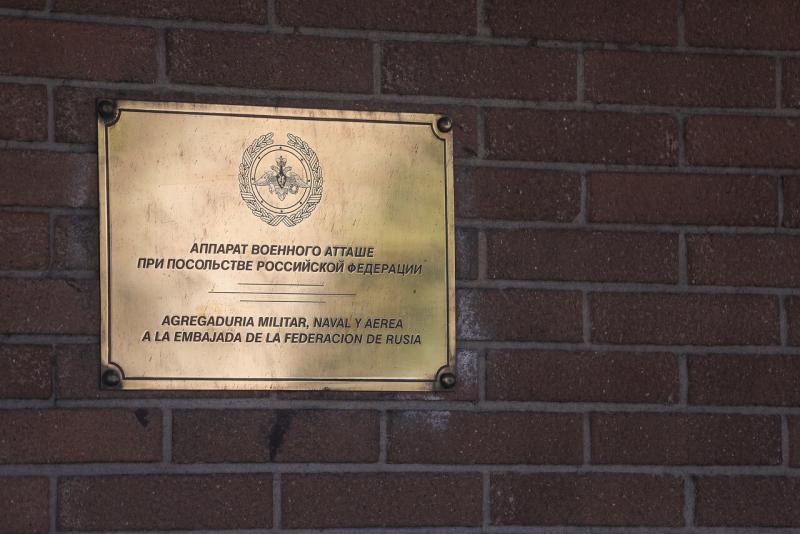 АППАРАТ ВОЕННОГО АТТАШЕ
ПРИ ПОСОЛЬСТВЕ РОССИЙСКОЙ ФЕДЕРАЦИИ
AGREGADURIA MILITAR, NAVAL Y AEREA
A LA EMBAJADA DE LA FEDERACION DE RUSIA